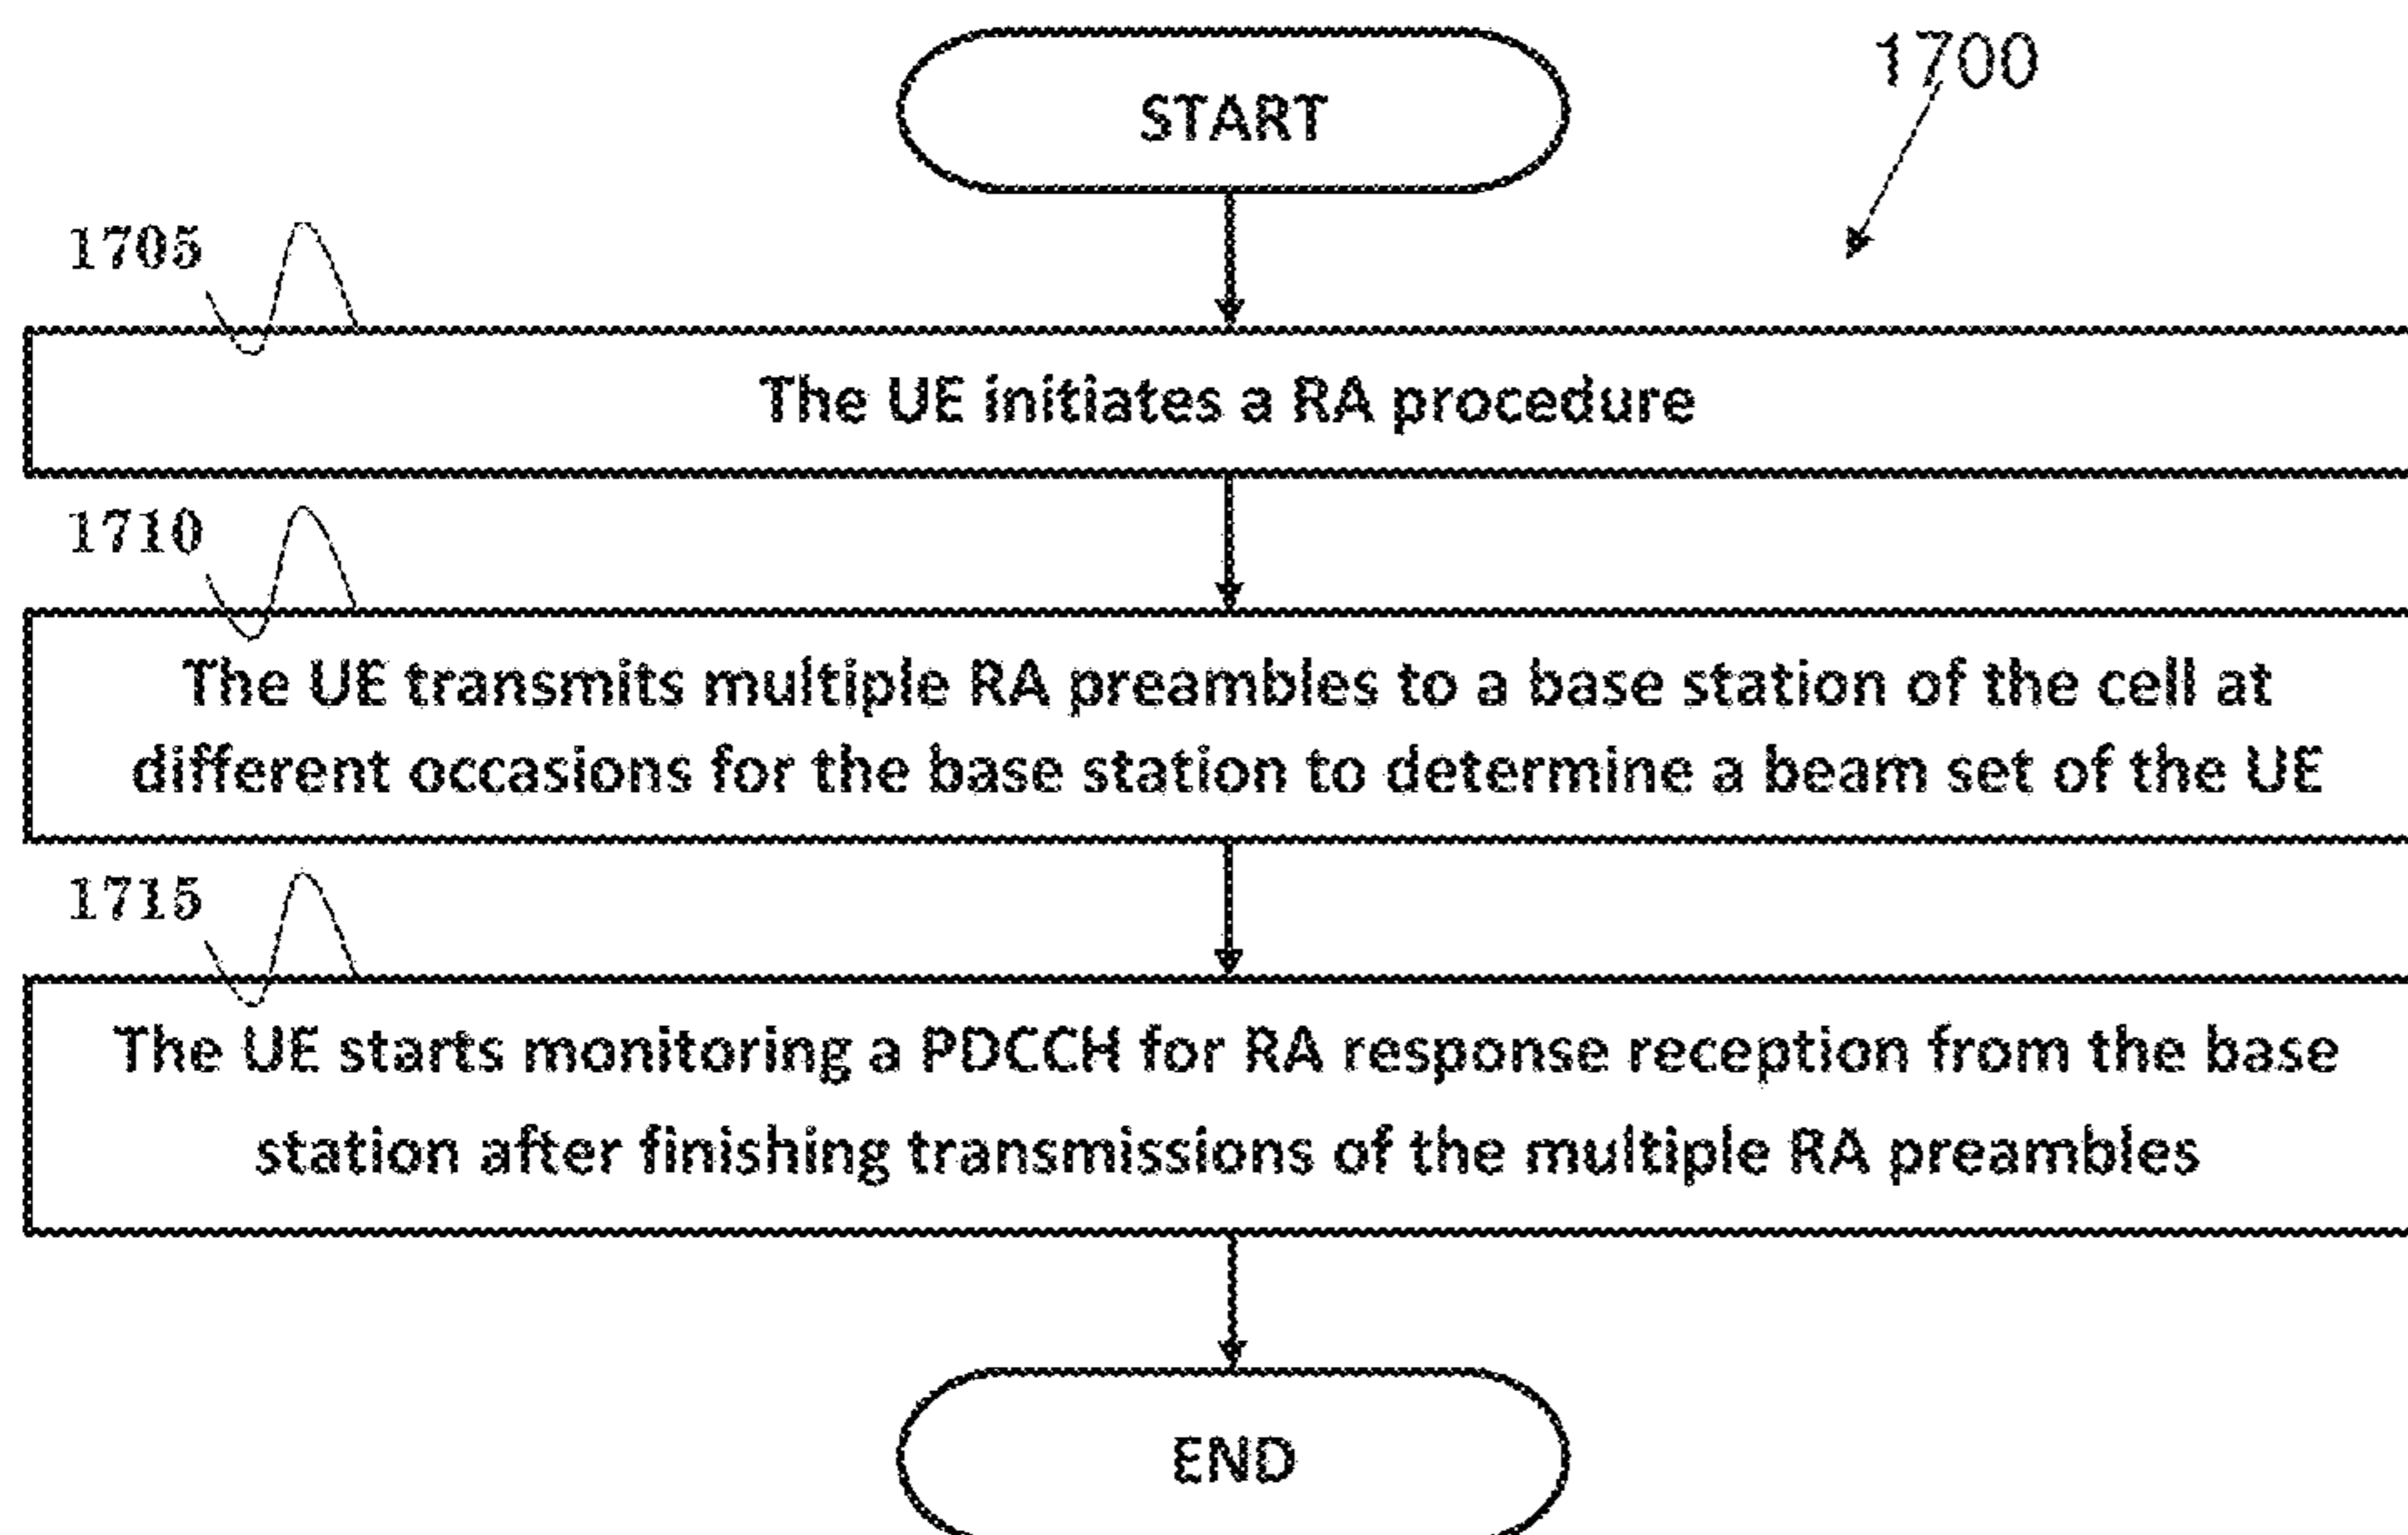 START
1700
1705
The UE initiates a RA procedure
1710
The UE transmits multiple RA preambles to a base station of the cell at
different occasions for the base station to determine a beam set of the UE
1715
The UE starts monitoring a PDCCH for RA response reception from the base
station after finishing transmissions of the multiple RA preambles
END